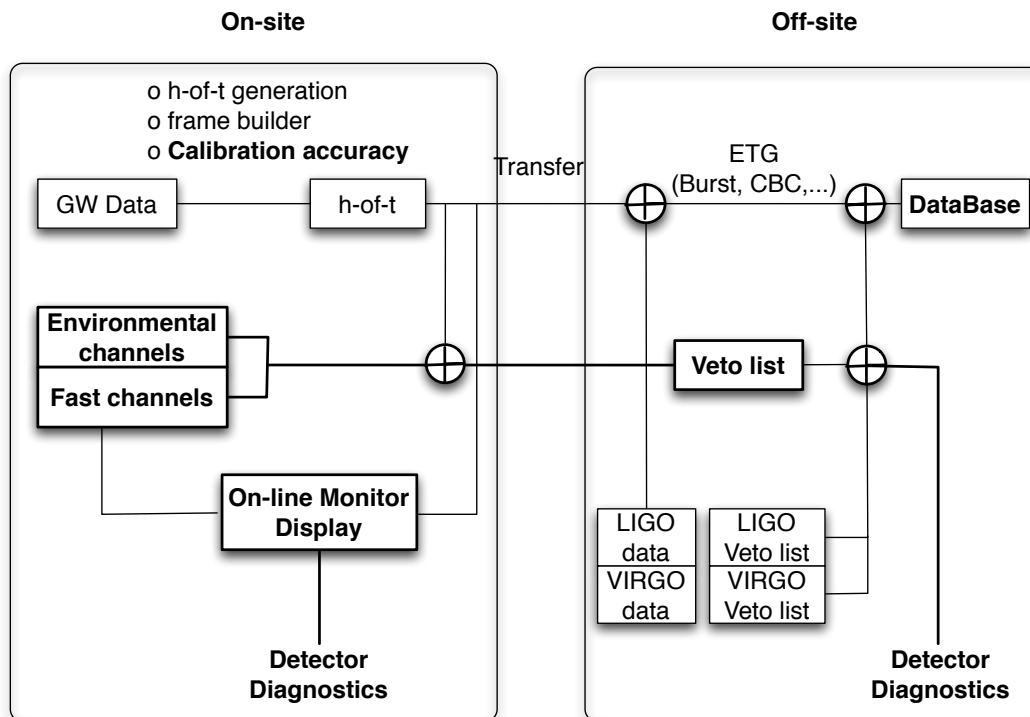 On-site
Off-site
o h-of-t generation
o frame builder
o Calibration accuracy
Transfer
ETG
(Burst, CBC,...)
GW Data
h-of-t
DataBase
Environmental
channels
Fast channels
Veto list
On-line Monitor
Display
LIGO
data
VIRGO
data
LIGO
Veto list
VIRGO
Veto list
Detector
Diagnostics
Detector
Diagnostics